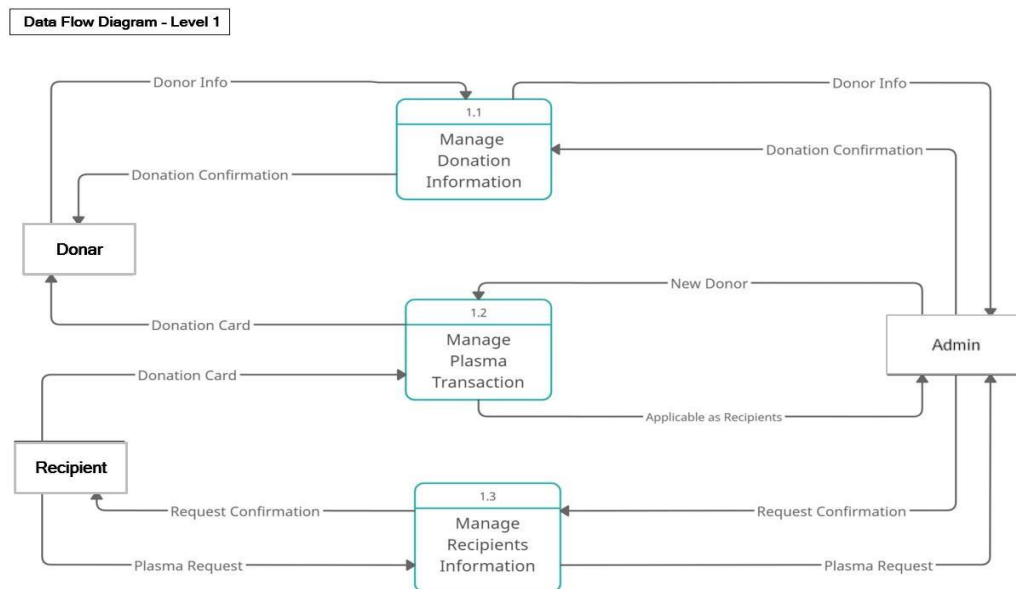 Data Flow Diagram - Level 1
Donor Info
Donor Info
1.1
Manage
Donation
Information
Donation Confirmation
Donation Confirmation
Donar
New Donor
1.2
Manage
Plasma
Transaction
Donation Card
Admin
Donation Card
Applicable as Recipients
Recipient
1.3
Manage
Recipients
Information
Request Confirmation
Request Confirmation
Plasma Request
Plasma Request